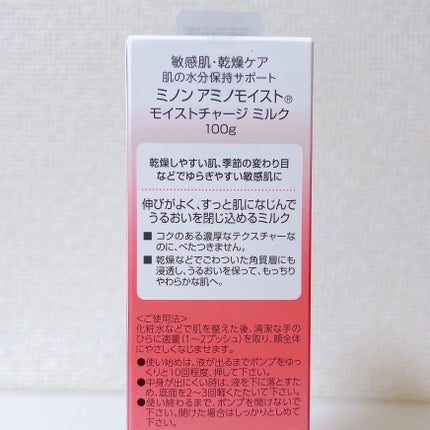 敏感肌・乾燥ケア
肌の水分保持サポート
ミノン アミノモイスト®
モイストチャージ ミルク
100g
乾燥しやすい肌、季節の変わり目
などでゆらぎやすい敏感肌に
伸びがよく、すっと肌になじんで
うるおいを閉じ込めるミルク
■ コクのある濃厚なテクスチャーな
のに、べたつきません。
■ 乾燥などでごわついた角質層にも
浸透し、うるおいを保って、もっちり
やわらかな肌へ。
<ご使用法>
化粧水などで肌を整えた後、清潔な手の
ひらに適量(1〜2プッシュ)を取り、顔全体
にやさしくなじませます。
●使い始めは、液が出るまでポンプをゆっ
くりと10回程度、押して下さい。
●中身が出にくい時は、液を下に落とすた
め、底面を2〜3回軽くたたいて下さい。
●使い終わるまで、ポンプを開けないで
下さい。開けた場合はしっかりとしめて
下さい。